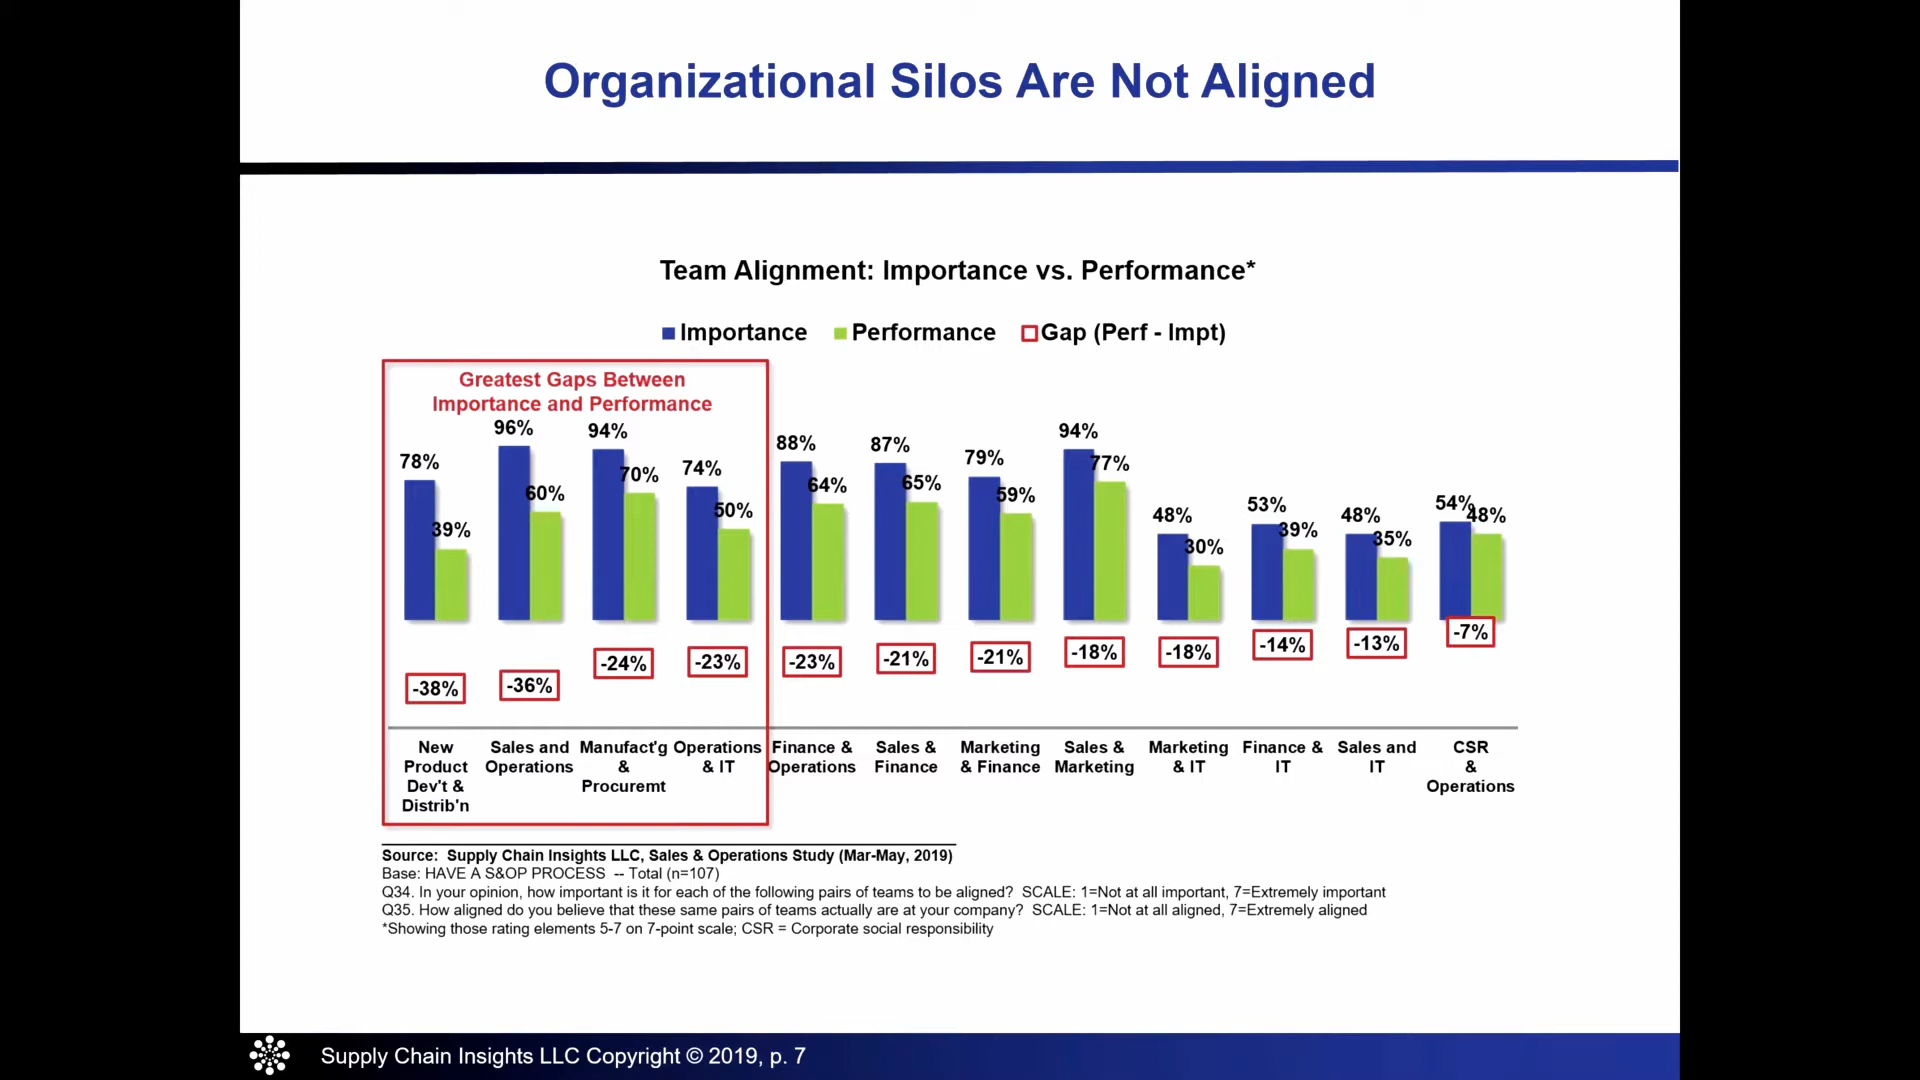 Organizational Silos Are Not Aligned
Team Alignment: Importance vs. Performance*
Importance Performance Gap (Perf - Impt)
Greatest Gaps Between
Importance and Performance
78% 39% 96% 60% 94% 70% 74% 50% 88% 64% 87% 65% 79% 59% 94% 77% 48% 30% 53% 39% 48% 35% 54% 48%
-38% -36% -24% -23% -23% -21% -21% -18% -18% -14% -13% -7%
New
Product
Dev't &
Distrib'n
Sales and
Operations
Manufact'g
&
Procuremt
Operations
& IT
Finance &
Operations
Sales &
Finance
Marketing
& Finance
Sales &
Marketing
Marketing
& IT
Finance &
IT
Sales and
IT
CSR
&
Operations
Source: Supply Chain Insights LLC, Sales & Operations Study (Mar-May, 2019)
Base: HAVE A S&OP PROCESS -- Total (n=107)
Q34. In your opinion, how important is it for each of the following pairs of teams to be aligned? SCALE: 1=Not at all important, 7=Extremely important
Q35. How aligned do you believe that these same pairs of teams actually are at your company? SCALE: 1=Not at all aligned, 7=Extremely aligned
*Showing those rating elements 5-7 on 7-point scale; CSR = Corporate social responsibility
Supply Chain Insights LLC Copyright © 2019, p. 7